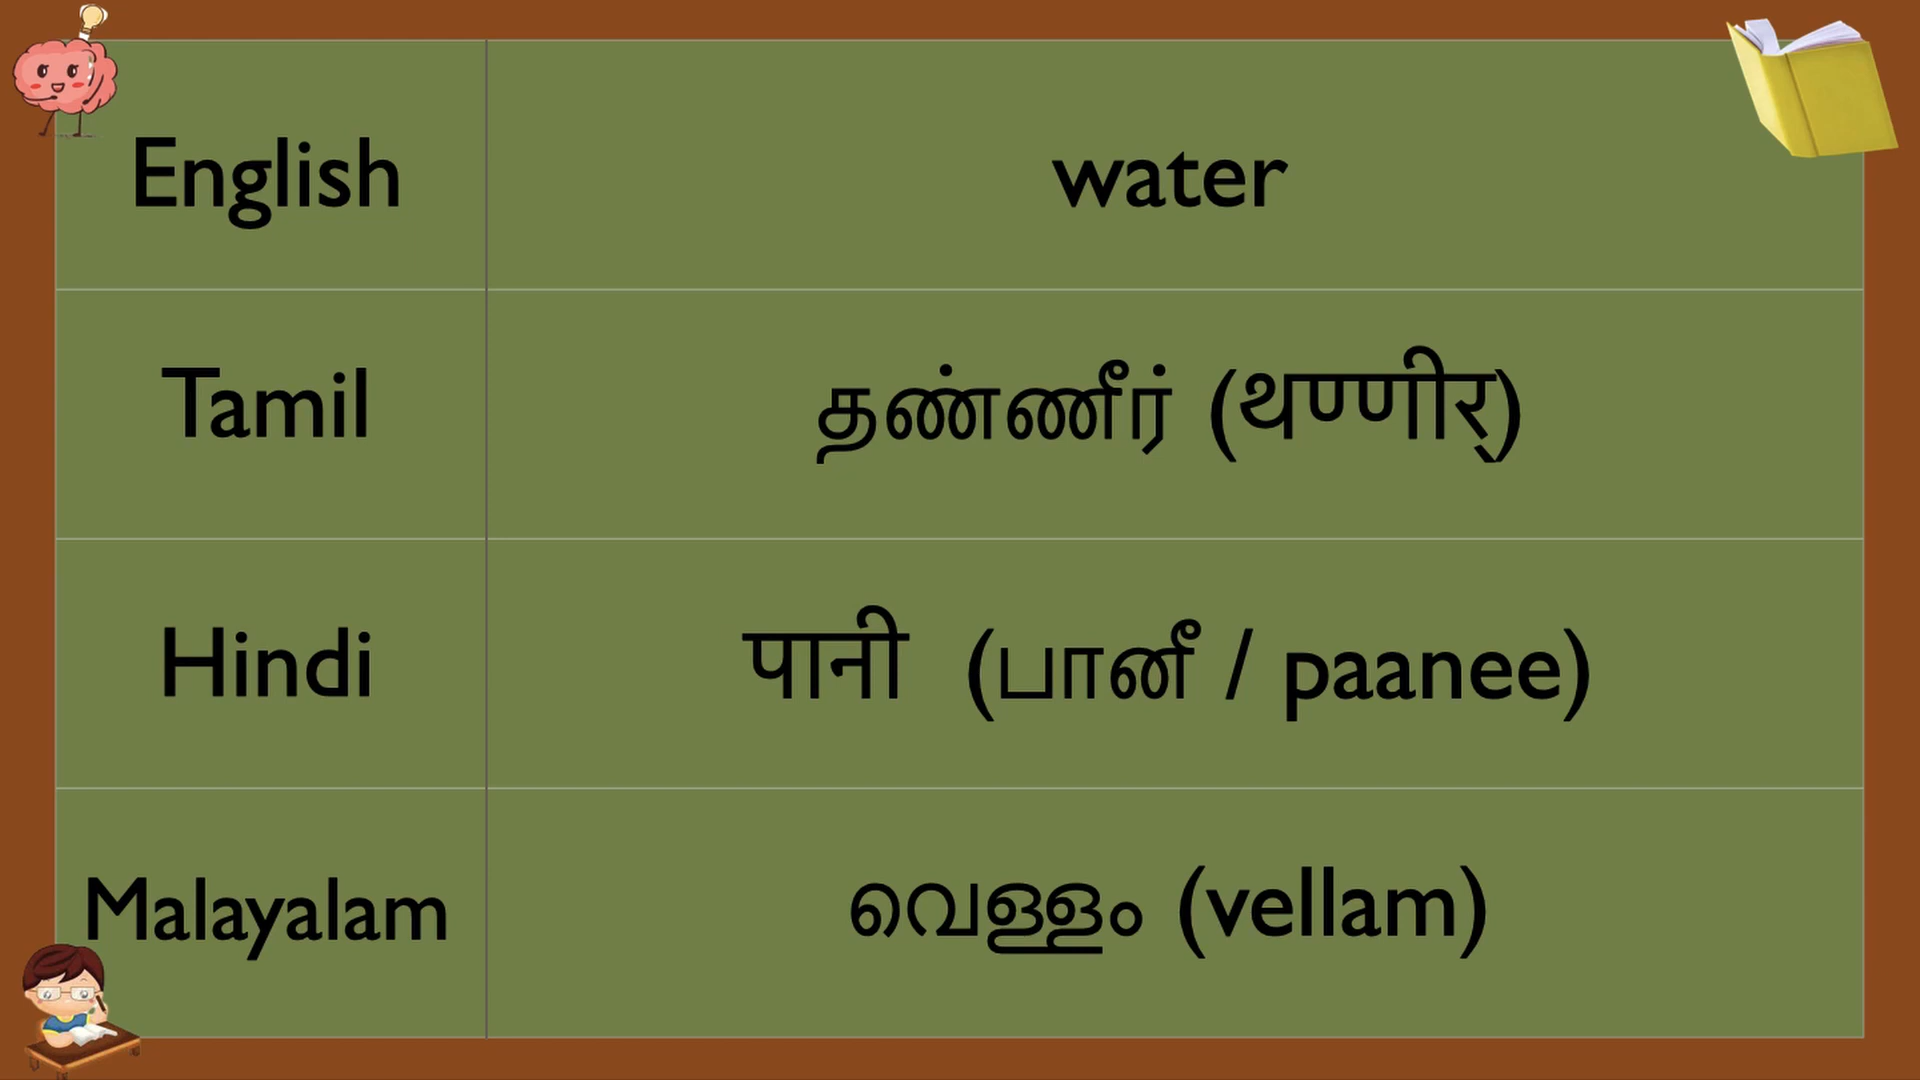 English water
Tamil தண்ணீர் (थण्णीर्)
Hindi पानी (பானீ / paanee)
Malayalam വെള്ളം (vellam)